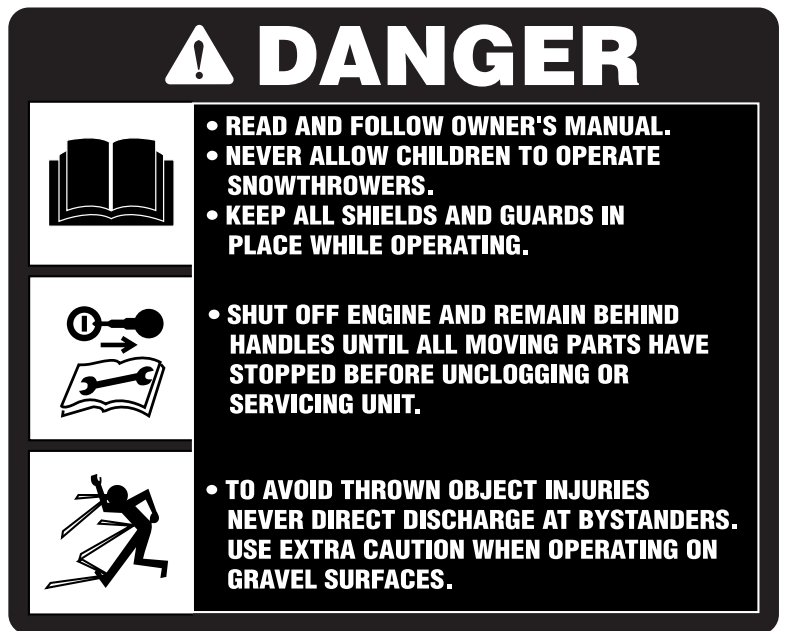 DANGER
• READ AND FOLLOW OWNER'S MANUAL.
• NEVER ALLOW CHILDREN TO OPERATE
SNOWTHROWERS.
• KEEP ALL SHIELDS AND GUARDS IN
PLACE WHILE OPERATING.
• SHUT OFF ENGINE AND REMAIN BEHIND
HANDLES UNTIL ALL MOVING PARTS HAVE
STOPPED BEFORE UNCLOGGING OR
SERVICING UNIT.
• TO AVOID THROWN OBJECT INJURIES
NEVER DIRECT DISCHARGE AT BYSTANDERS.
USE EXTRA CAUTION WHEN OPERATING ON
GRAVEL SURFACES.